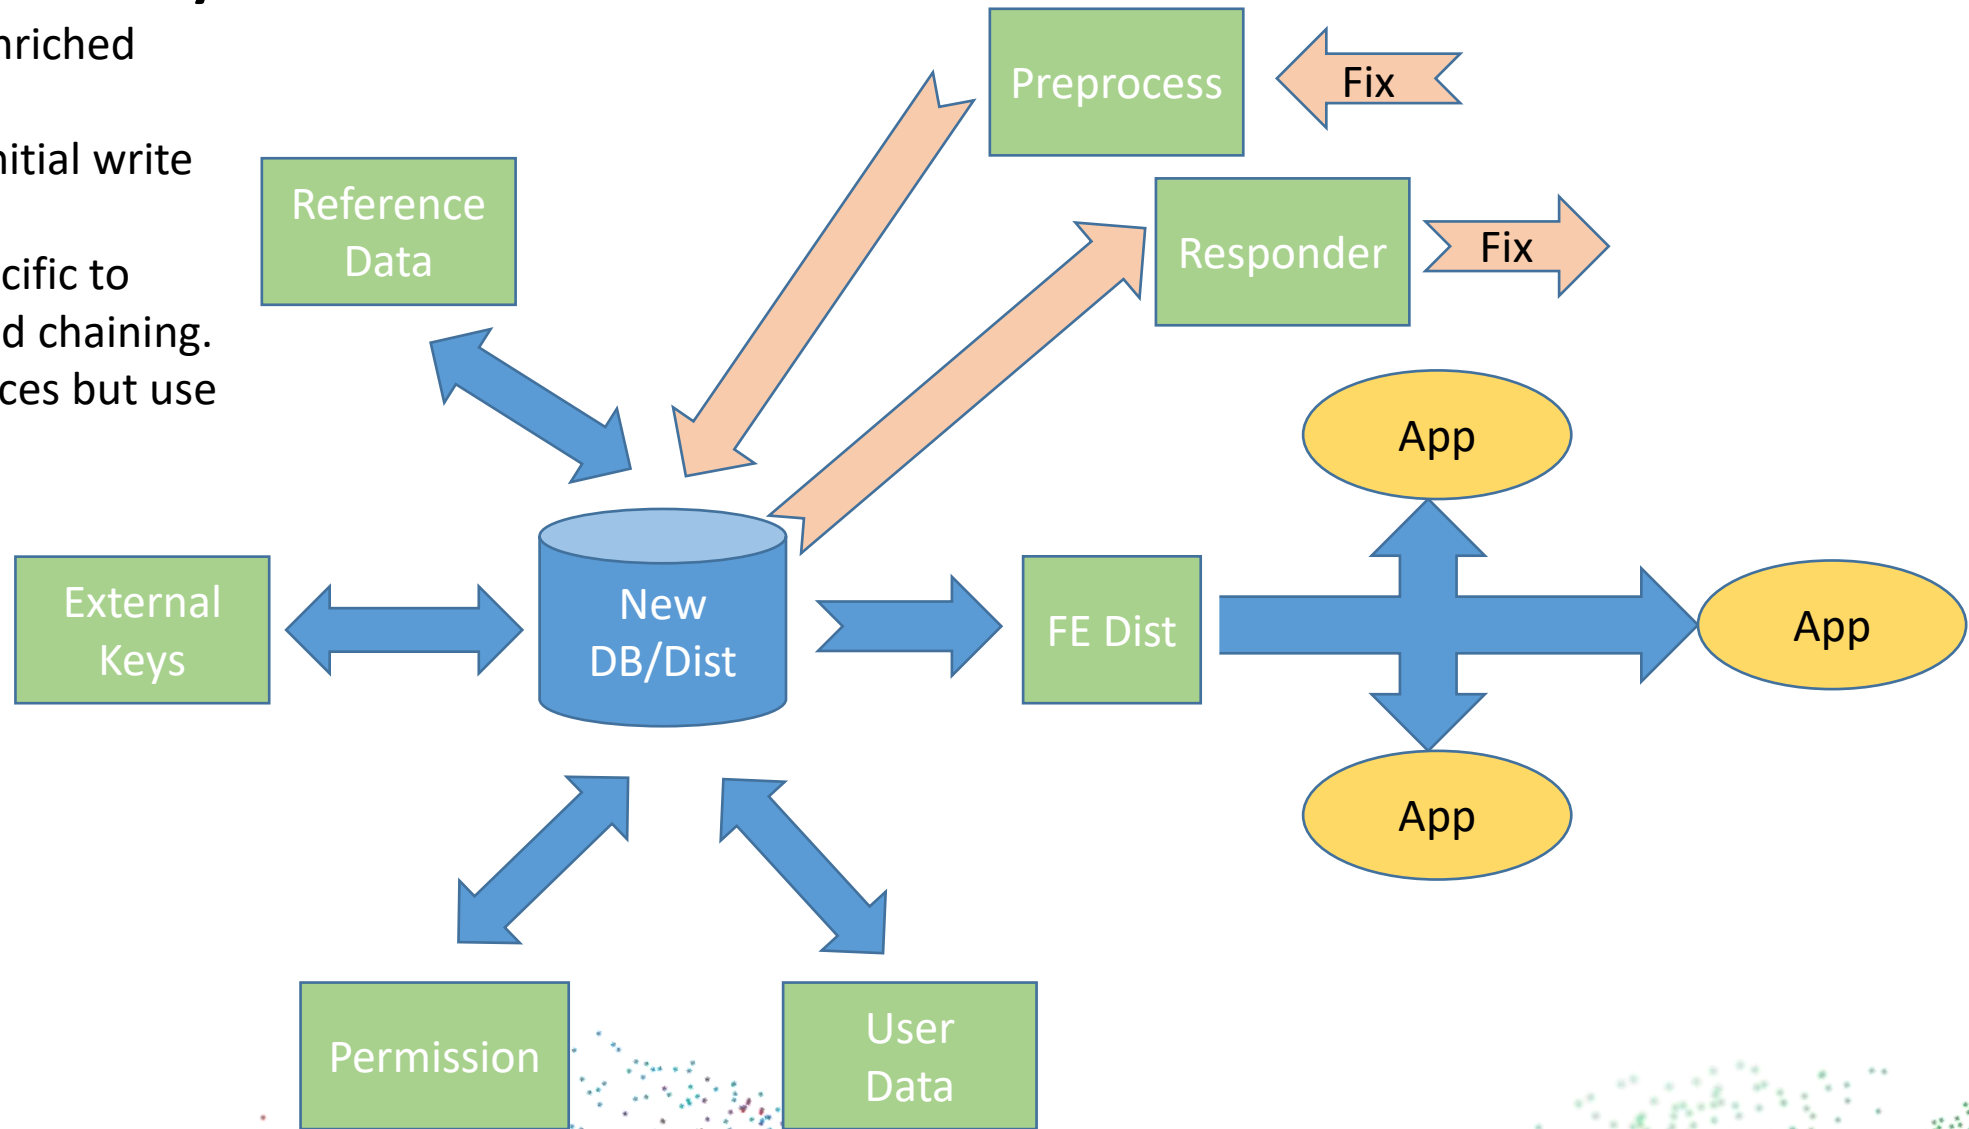 nriched
nitial write
cific to
d chaining.
ces but use
Preprocess
Fix
Reference
Data
Responder
Fix
App
External
Keys
New
DB/Dist
FE Dist
App
App
Permission
User
Data